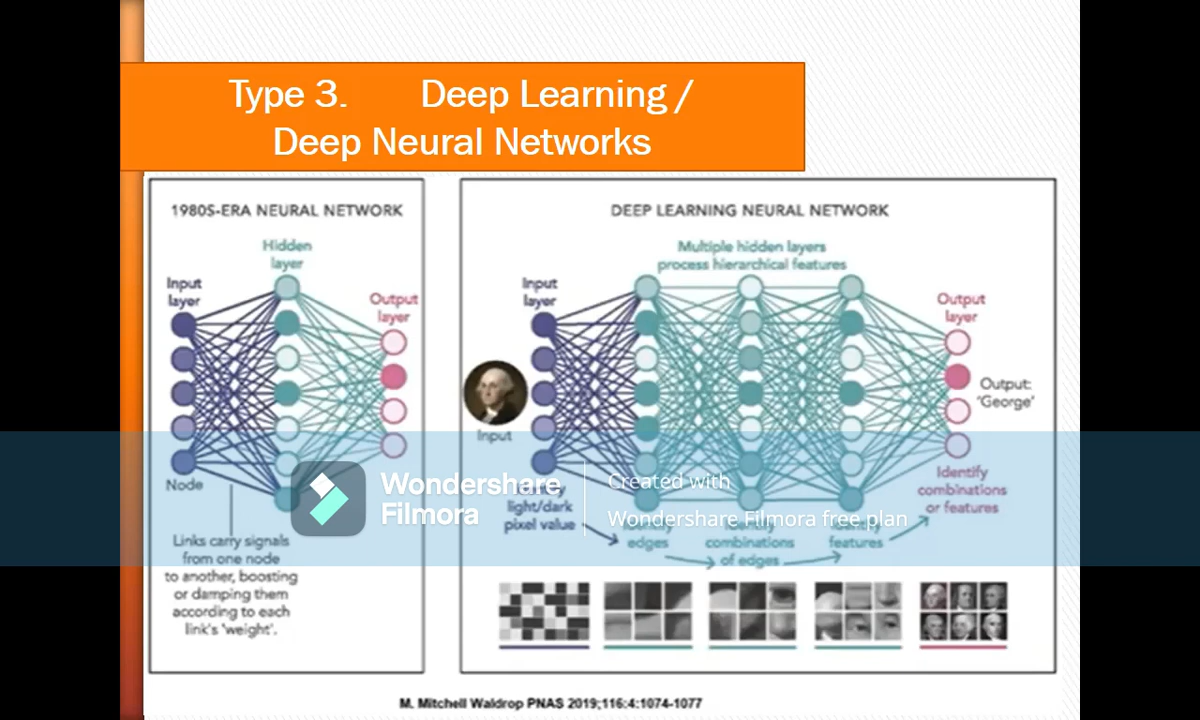 Type 3. Deep Learning /
Deep Neural Networks
1980S-ERA NEURAL NETWORK
Hidden
layer
Input
layer
Output
layer
Node
Links carry signals
from one node
to another, boosting
or damping them
according to each
link's 'weight'.
DEEP LEARNING NEURAL NETWORK
Multiple hidden layers
process hierarchical features
Input
layer
Output
layer
Input
Output:
'George'
light/dark
pixel value
edges
combinations
of edges
features
Identify
combinations
or features
Wondershare
Filmora
Created with
Wondershare Filmora free plan
M. Mitchell Waldrop PNAS 2019;116:4:1074-1077